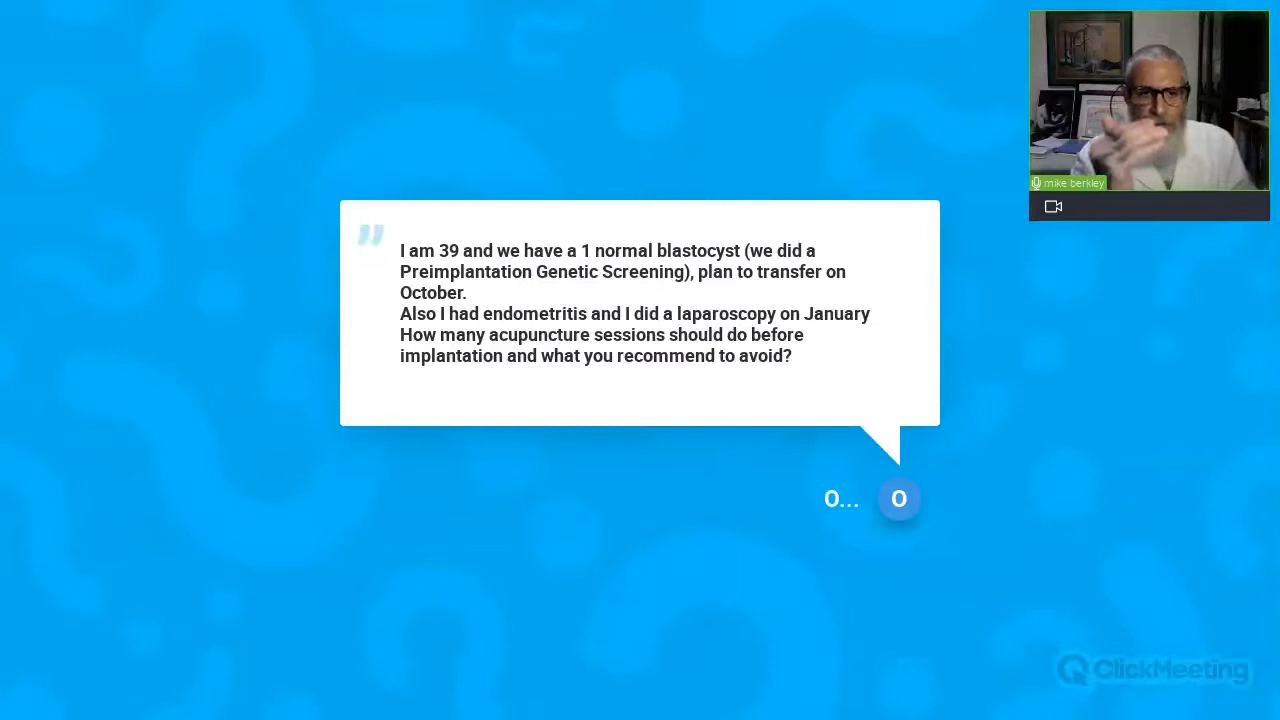 mike berkley
I am 39 and we have a 1 normal blastocyst (we did a
Preimplantation Genetic Screening), plan to transfer on
October.
Also I had endometritis and I did a laparoscopy on January
How many acupuncture sessions should do before
implantation and what you recommend to avoid?
O... O
ClickMeeting